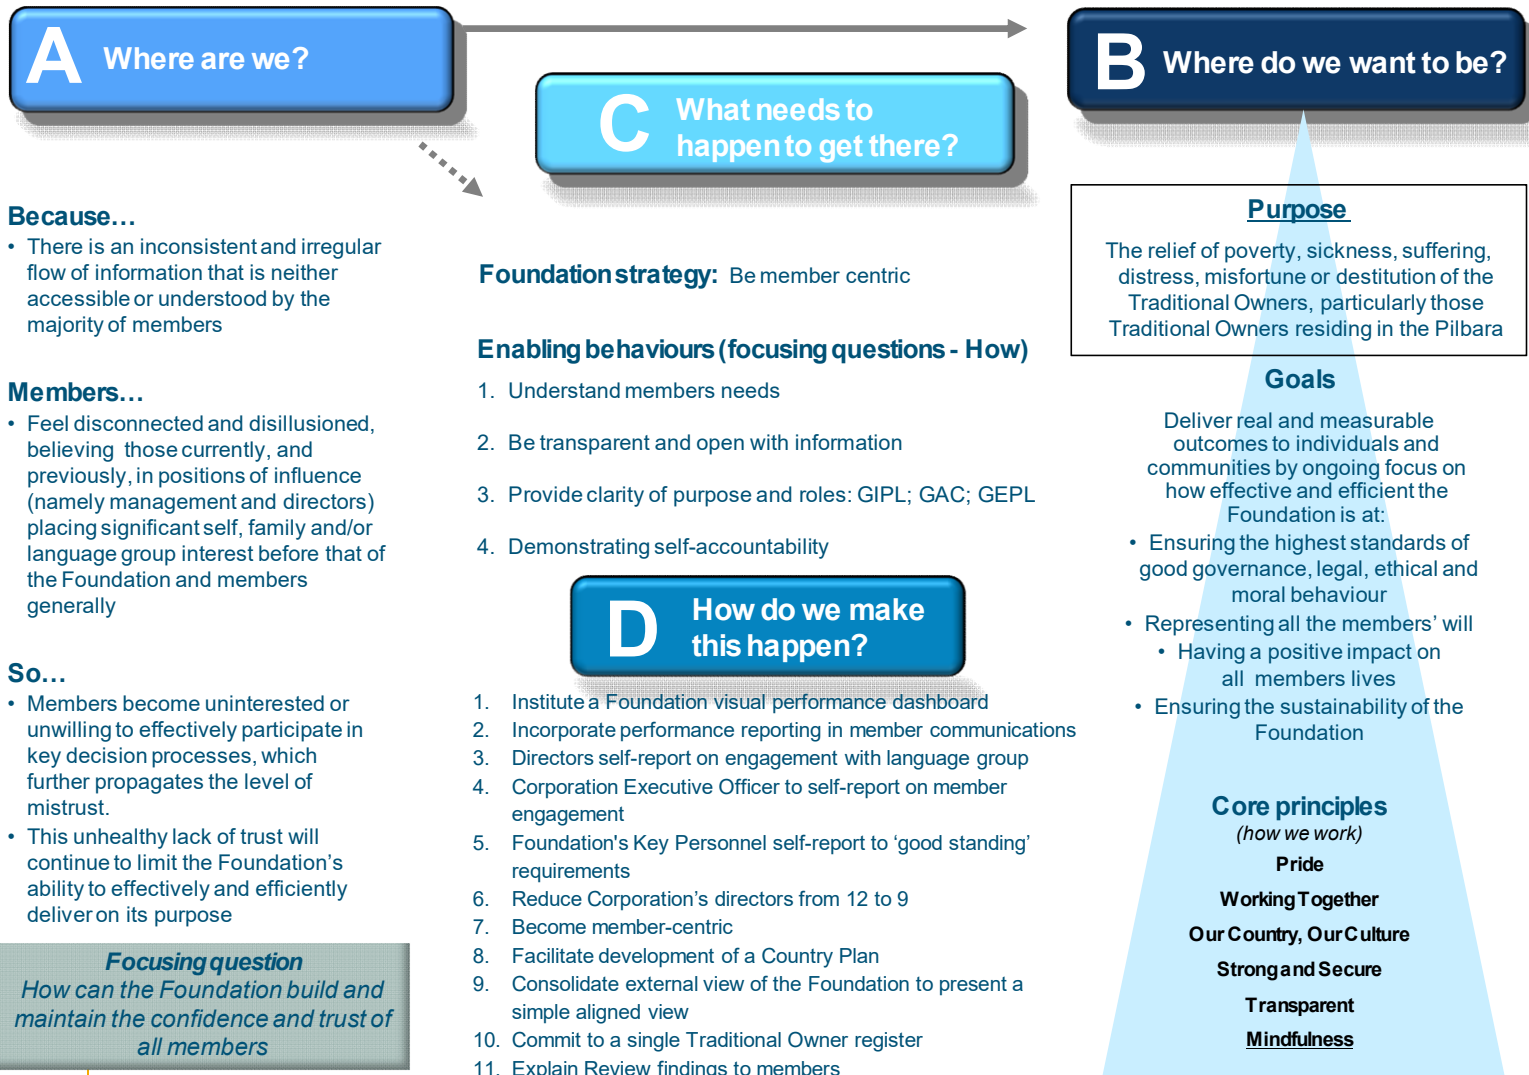 A Where are we?
Because…
• There is an inconsistent and irregular
flow of information that is neither
accessible or understood by the
majority of members
Members…
• Feel disconnected and disillusioned,
believing those currently, and
previously, in positions of influence
(namely management and directors)
placing significant self, family and/or
language group interest before that of
the Foundation and members
generally
So…
• Members become uninterested or
unwilling to effectively participate in
key decision processes, which
further propagates the level of
mistrust.
• This unhealthy lack of trust will
continue to limit the Foundation’s
ability to effectively and efficiently
deliver on its purpose
Focusing question
How can the Foundation build and
maintain the confidence and trust of
all members
C What needs to
happen to get there?
Foundation strategy: Be member centric
Enabling behaviours (focusing questions - How)
1. Understand members needs
2. Be transparent and open with information
3. Provide clarity of purpose and roles: GIPL; GAC; GEPL
4. Demonstrating self-accountability
D How do we make
this happen?
1. Institute a Foundation visual performance dashboard
2. Incorporate performance reporting in member communications
3. Directors self-report on engagement with language group
4. Corporation Executive Officer to self-report on member
engagement
5. Foundation's Key Personnel self-report to ‘good standing’
requirements
6. Reduce Corporation’s directors from 12 to 9
7. Become member-centric
8. Facilitate development of a Country Plan
9. Consolidate external view of the Foundation to present a
simple aligned view
10. Commit to a single Traditional Owner register
11. Explain Review findings to members
B Where do we want to be?
Purpose
The relief of poverty, sickness, suffering,
distress, misfortune or destitution of the
Traditional Owners, particularly those
Traditional Owners residing in the Pilbara
Goals
Deliver real and measurable
outcomes to individuals and
communities by ongoing focus on
how effective and efficient the
Foundation is at:
• Ensuring the highest standards of
good governance, legal, ethical and
moral behaviour
• Representing all the members’ will
• Having a positive impact on
all members lives
• Ensuring the sustainability of the
Foundation
Core principles
(how we work)
Pride
Working Together
Our Country, Our Culture
Strong and Secure
Transparent
Mindfulness